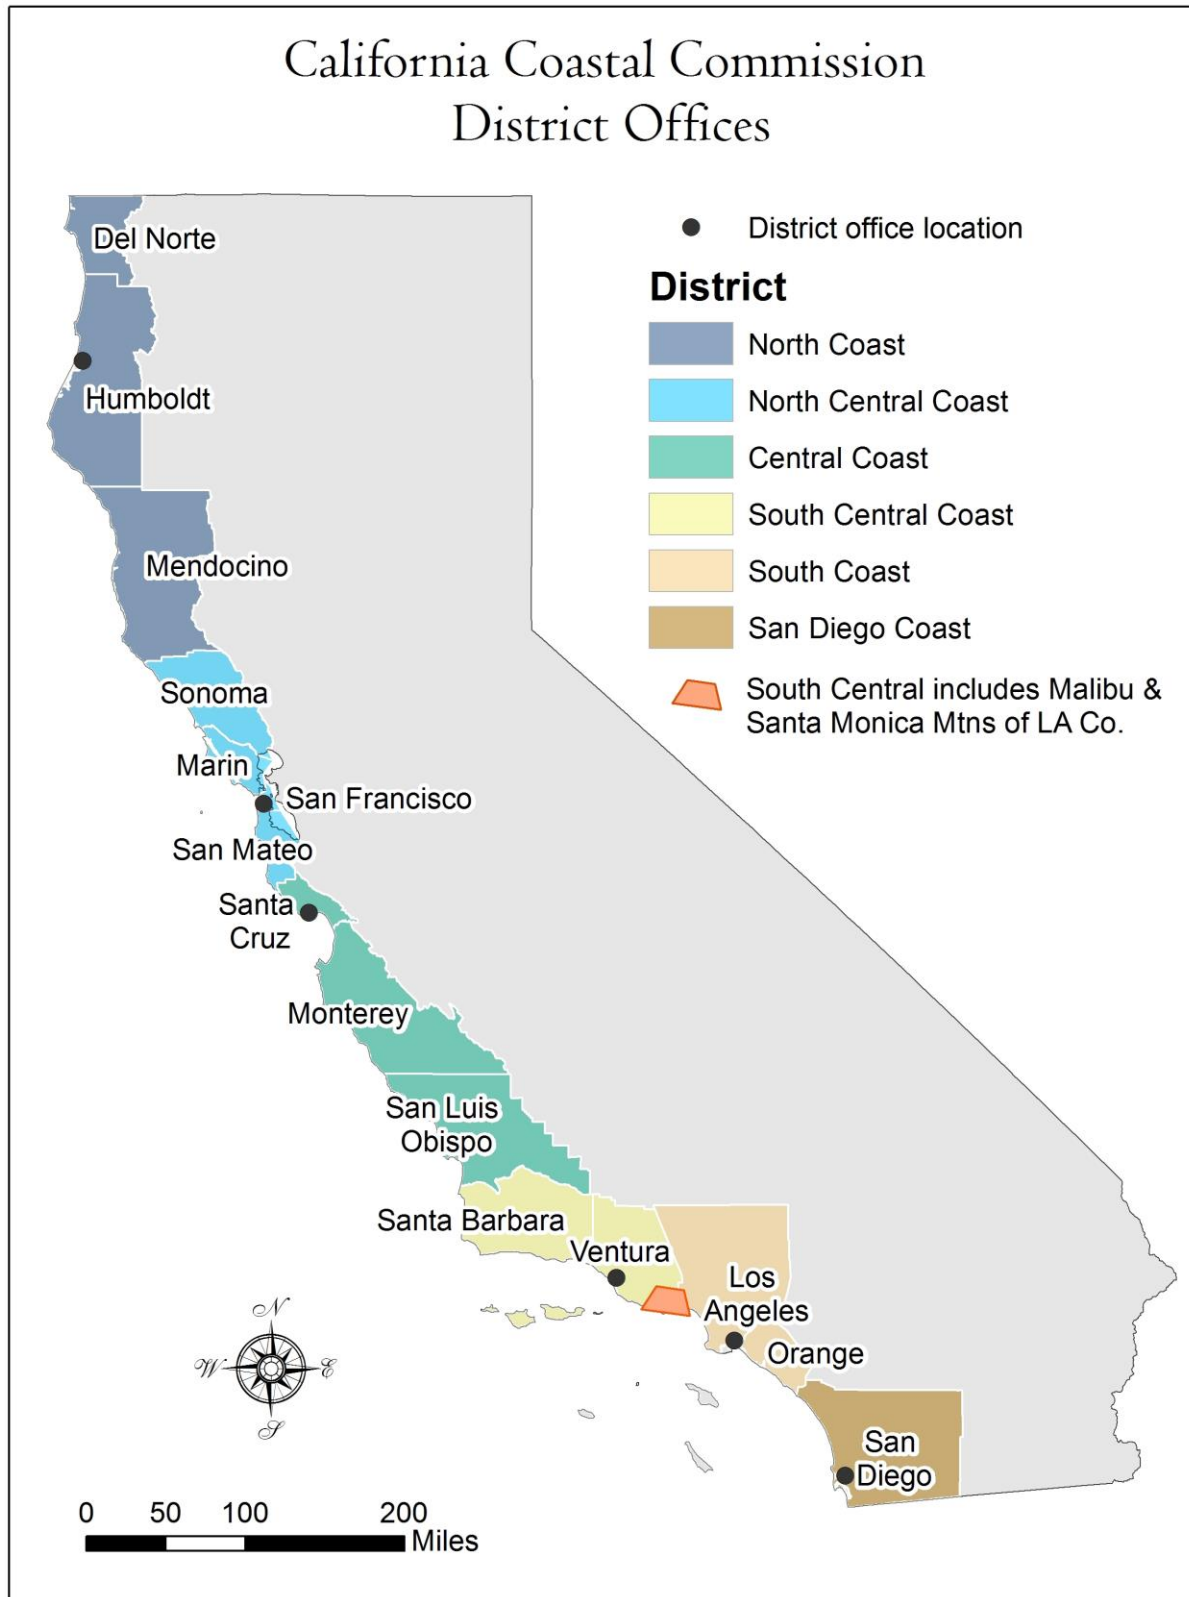 California Coastal Commission
District Offices
District office location
District
North Coast
North Central Coast
Central Coast
South Central Coast
South Coast
San Diego Coast
South Central includes Malibu &
Santa Monica Mtns of LA Co.
Del Norte
Humboldt
Mendocino
Sonoma
Marin
San Francisco
San Mateo
Santa
Cruz
Monterey
San Luis
Obispo
Santa Barbara
Ventura
Los
Angeles
Orange
San
Diego
N
W E
S
0 50 100 200
Miles